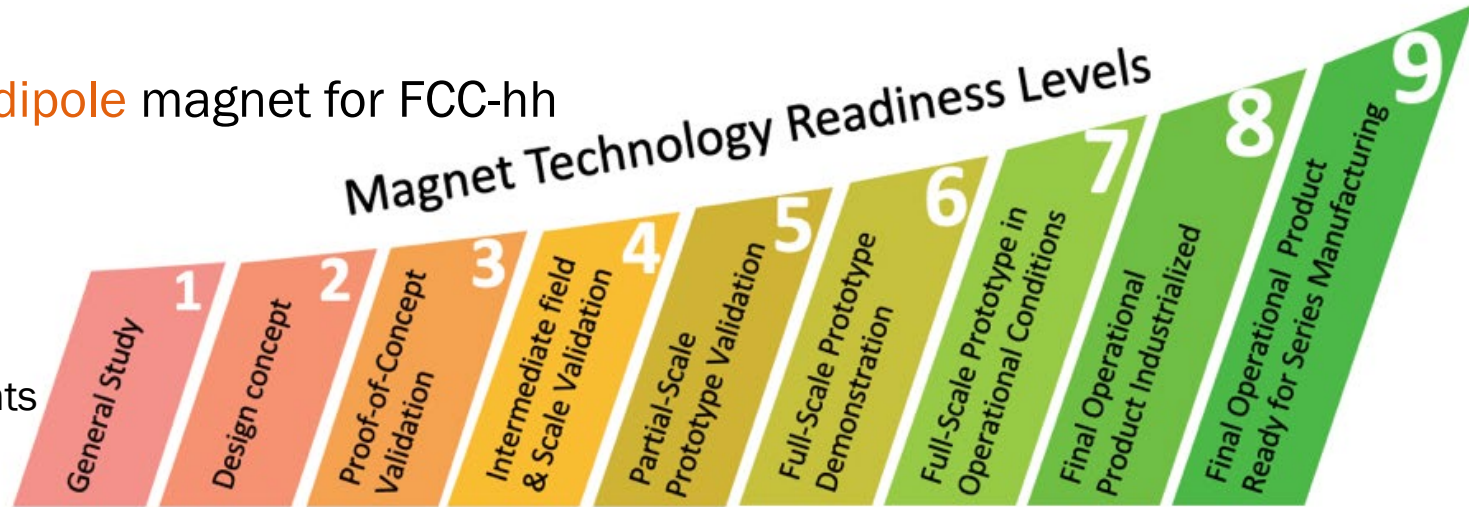 dipole magnet for FCC-hh
Magnet Technology Readiness Levels
1
General Study
2
Design concept
3
Proof-of-Concept
Validation
4
Intermediate field
& Scale Validation
5
Partial-Scale
Prototype Validation
6
Full-Scale Prototype
Demonstration
7
Full-Scale Prototype in
Operational Conditions
8
Final Operational
Product Industrialized
9
Final Operational Product
Ready for Series Manufacturing